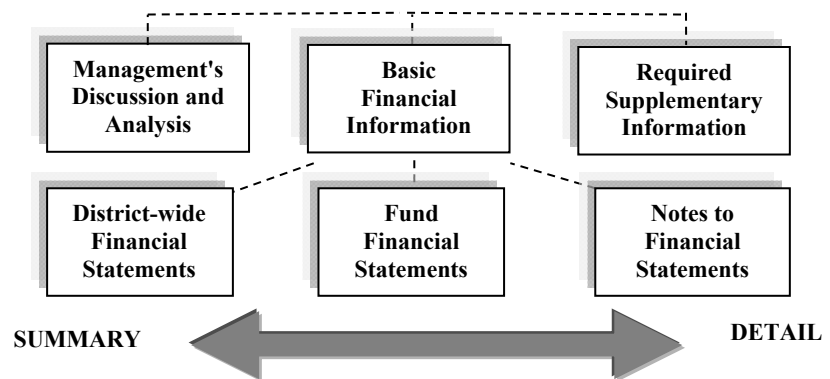 Management's
Discussion and
Analysis
Basic
Financial
Information
Required
Supplementary
Information
District-wide
Financial
Statements
Fund
Financial
Statements
Notes to
Financial
Statements
SUMMARY
DETAIL